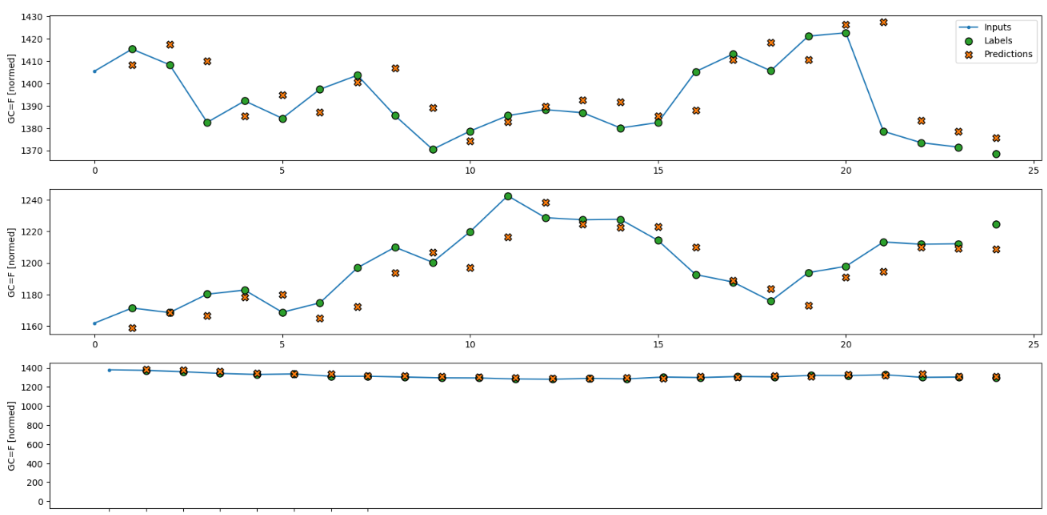 1430
1420
1410
1400
1390
1380
1370
GC=F [normed]
Inputs
Labels
Predictions
0 5 10 15 20 25
1240
1220
1200
1180
1160
GC=F [normed]
0 5 10 15 20 25
1400
1200
1000
800
600
400
200
0
GC=F [normed]